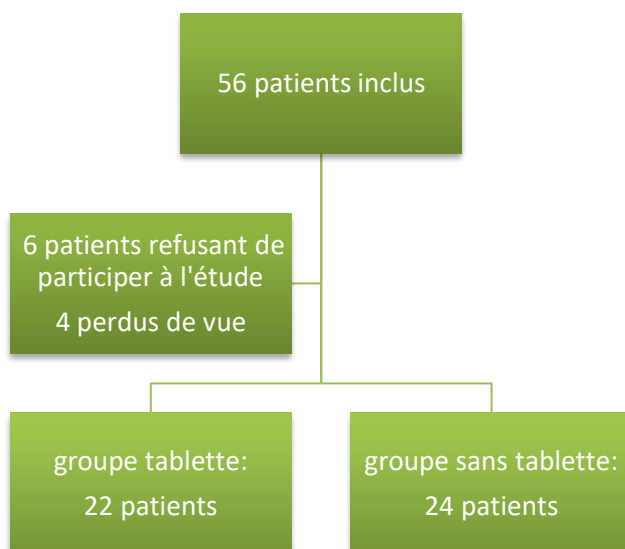 56 patients inclus
6 patients refusant de
participer à l'étude
4 perdus de vue
groupe tablette:
22 patients
groupe sans tablette:
24 patients